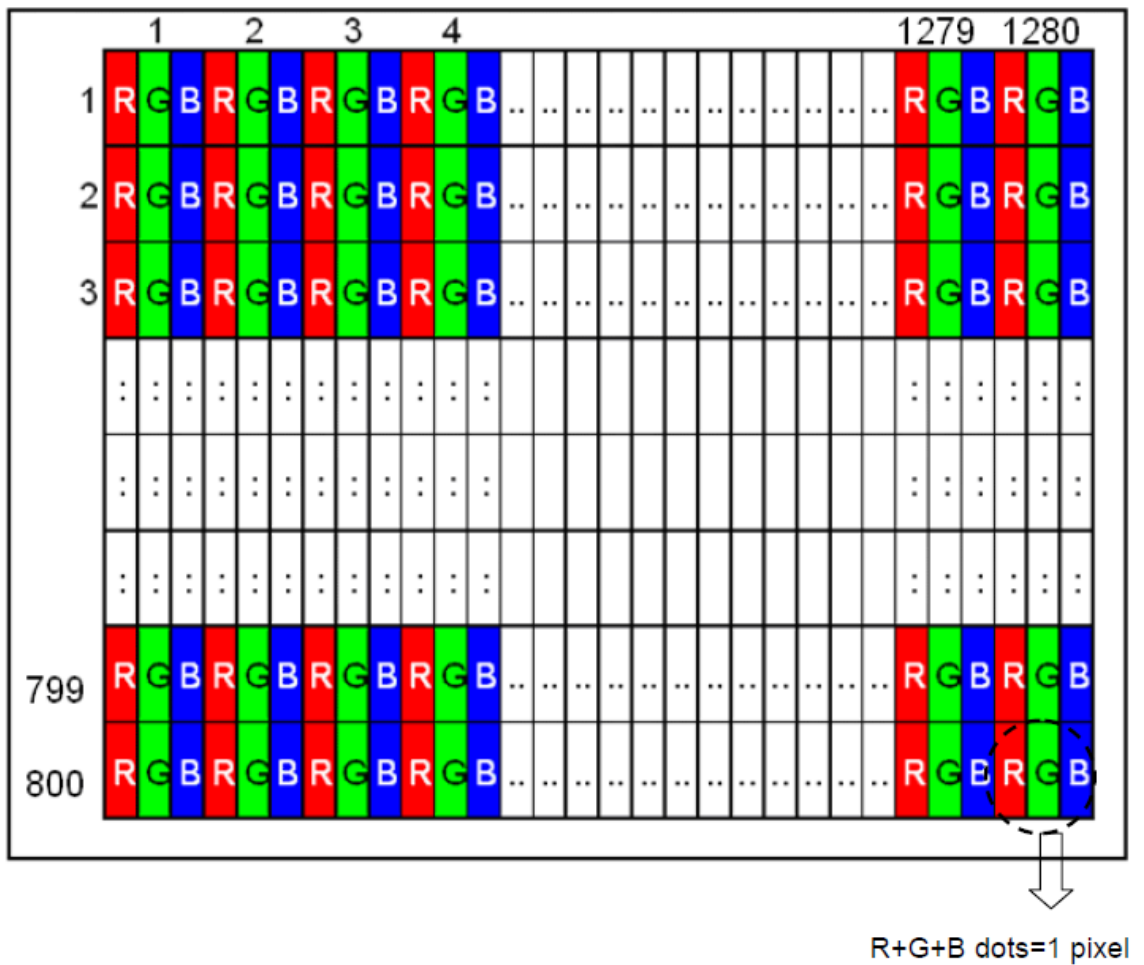 1 2 3 4 1279 1280
1 R G B R G B R G B R G B .. .. .. .. .. .. .. .. .. .. .. .. R G B R G B
2 R G B R G B R G B R G B .. .. .. .. .. .. .. .. .. .. .. .. R G B R G B
3 R G B R G B R G B R G B .. .. .. .. .. .. .. .. .. .. .. .. R G B R G B
: : : : : : : : : : : : : : : : : :
: : : : : : : : : : : : : : : : : :
: : : : : : : : : : : : : : : : : :
799 R G B R G B R G B R G B .. .. .. .. .. .. .. .. .. .. .. .. R G B R G B
800 R G B R G B R G B R G B .. .. .. .. .. .. .. .. .. .. .. .. R G B R G B
R+G+B dots=1 pixel